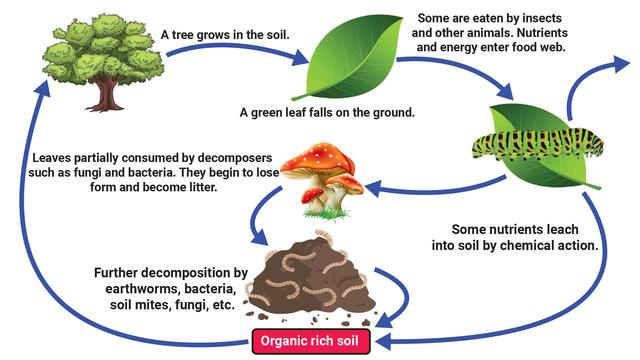 A tree grows in the soil.
Some are eaten by insects
and other animals. Nutrients
and energy enter food web.
A green leaf falls on the ground.
Leaves partially consumed by decomposers
such as fungi and bacteria. They begin to lose
form and become litter.
Some nutrients leach
into soil by chemical action.
Further decomposition by
earthworms, bacteria,
soil mites, fungi, etc.
Organic rich soil